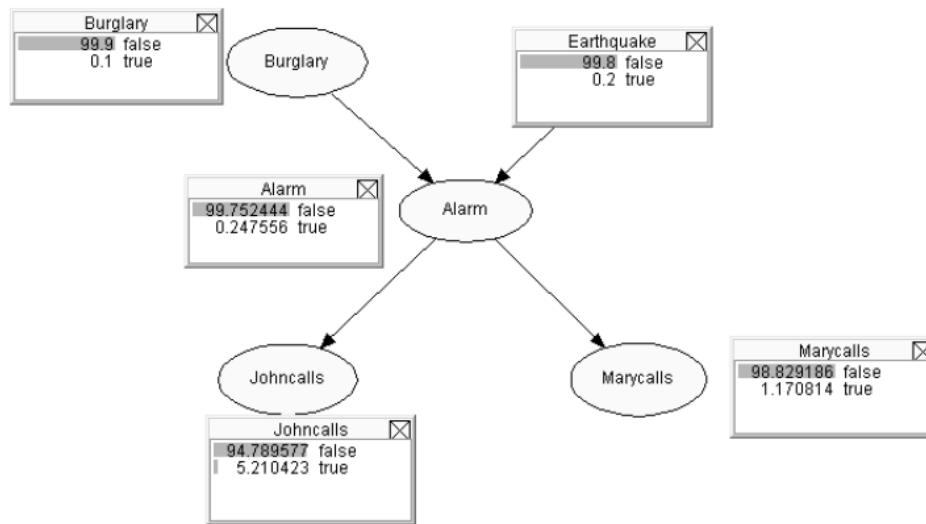 Burglary
99.9 false
0.1 true
Burglary
Earthquake
99.8 false
0.2 true
Alarm
99.752444 false
0.247556 true
Alarm
Johncalls
Marycalls
Marycalls
98.829186 false
1.170814 true
Johncalls
94.789577 false
5.210423 true